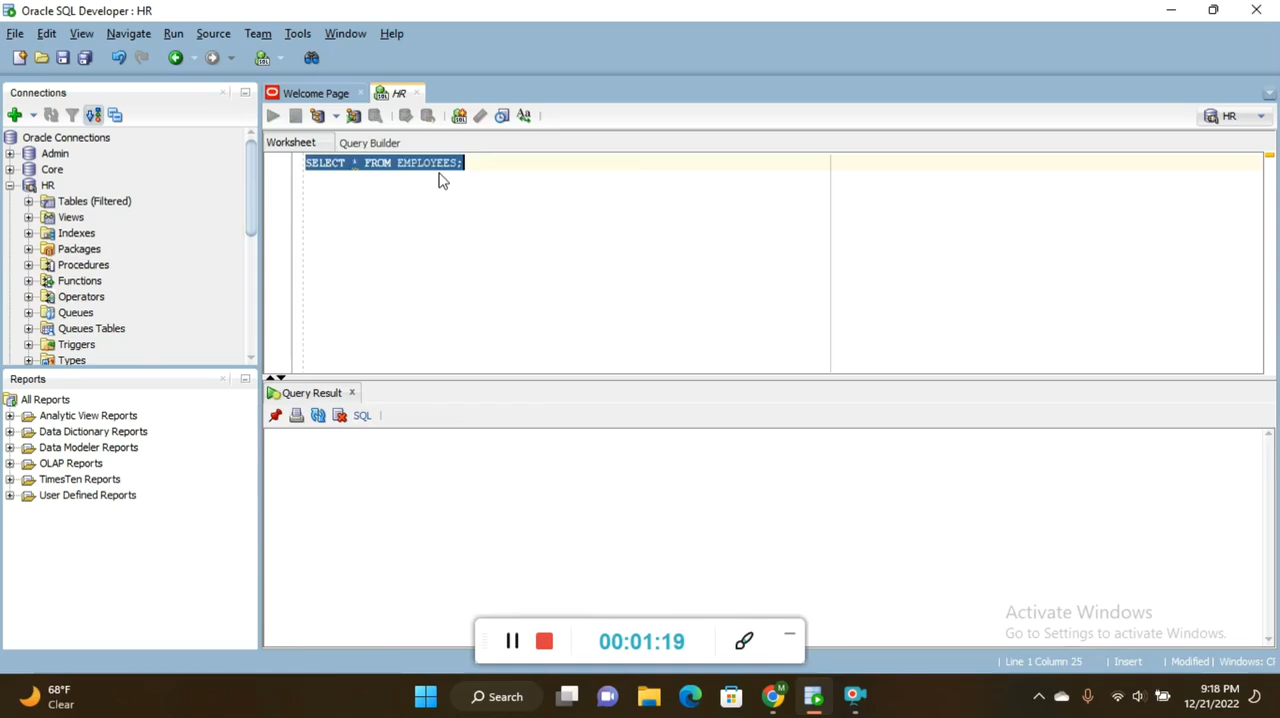 Oracle SQL Developer : HR
File Edit View Navigate Run Source Team Tools Window Help
Connections
Oracle Connections
Admin
Core
HR
Tables (Filtered)
Views
Indexes
Packages
Procedures
Functions
Operators
Queues
Queues Tables
Triggers
Types
Reports
All Reports
Analytic View Reports
Data Dictionary Reports
Data Modeler Reports
OLAP Reports
TimesTen Reports
User Defined Reports
Welcome Page HR
HR
Worksheet Query Builder
SELECT * FROM EMPLOYEES;
Query Result
SQL
Activate Windows
Go to Settings to activate Windows.
00:01:19
Line 1 Column 25 Insert Modified Windows: Cl
68°F
Clear
Search
9:18 PM
12/21/2022